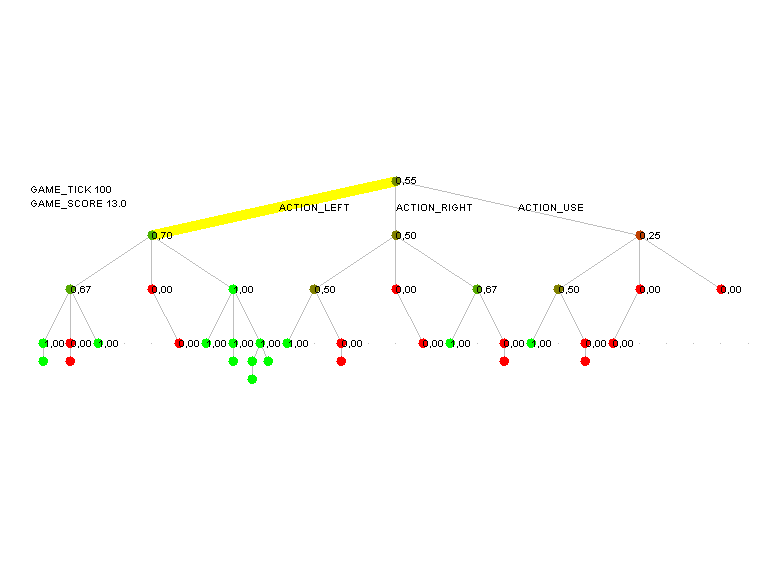 0,55
GAME_TICK 100
GAME_SCORE 13.0
ACTION_LEFT ACTION_RIGHT ACTION_USE
0,70 0,50 0,25
0,67 0,00 1,00 0,50 0,00 0,67 0,50 0,00 0,00
1,00 0,00 1,00 0,00 1,00 1,00 1,00 1,00 0,00 0,00 1,00 0,00 1,00 0,00 0,00